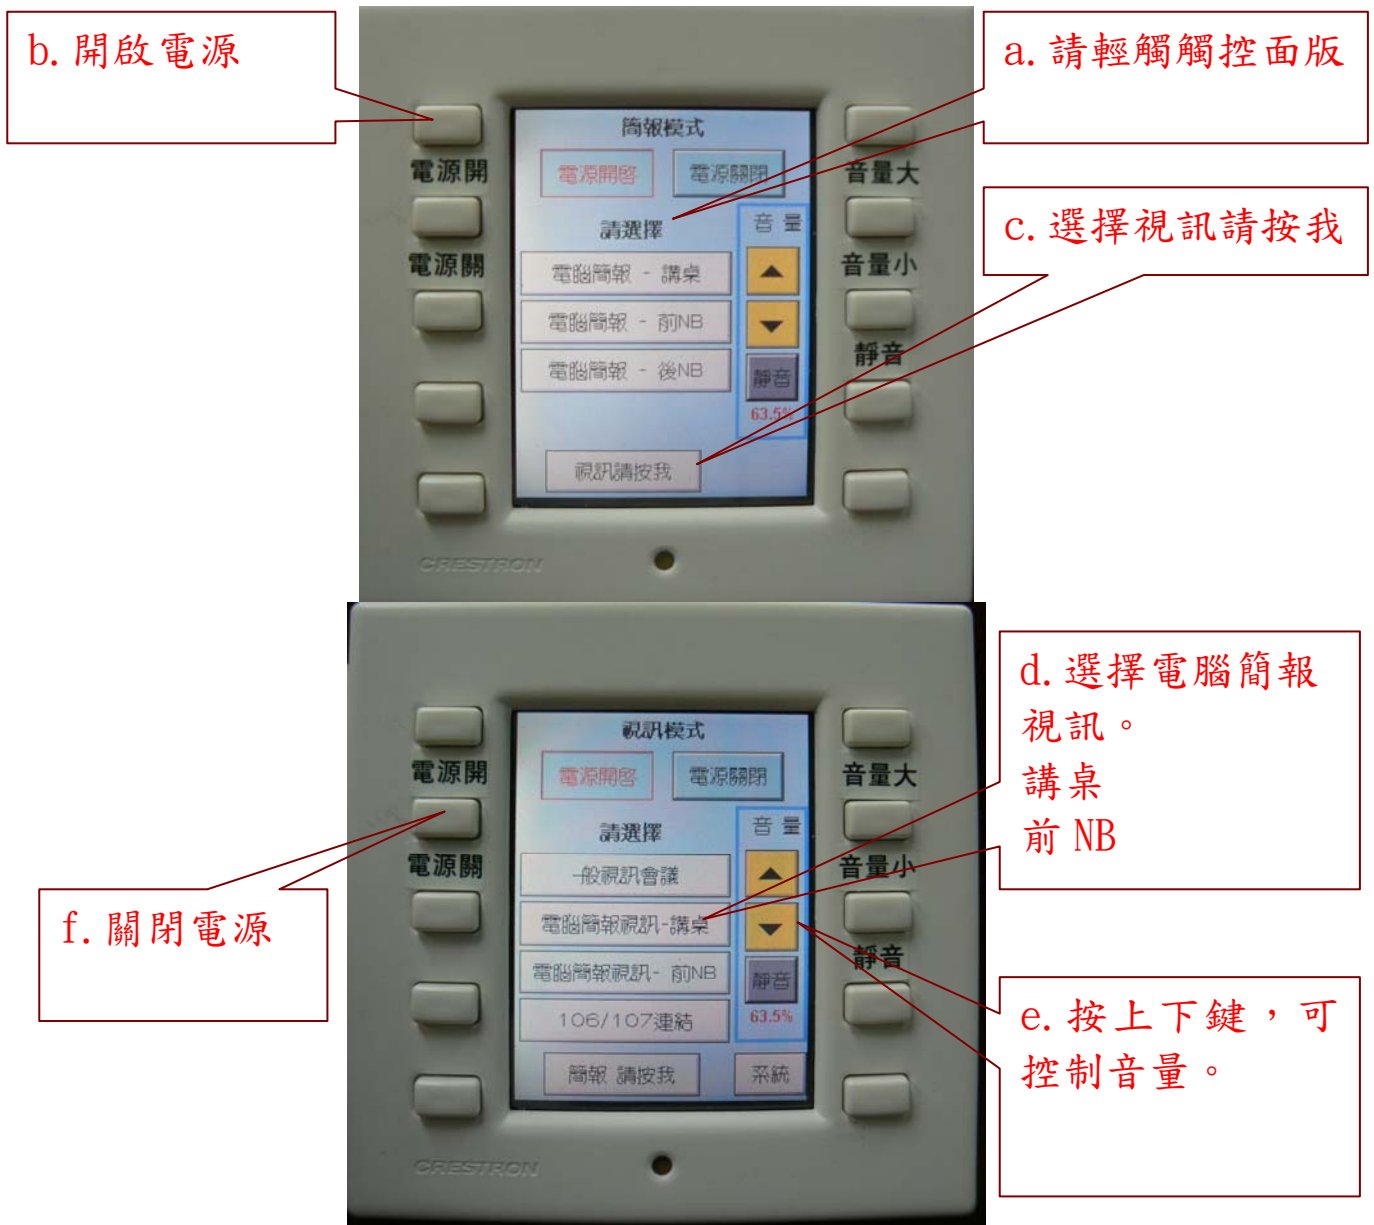 b. 開啟電源
a. 請輕觸觸控面版
簡報模式
電源開啓
電源關閉
電源開
音量大
請選擇
音 量
c. 選擇視訊請按我
電源關
音量小
電腦簡報 - 講桌
電腦簡報 - 前NB
電腦簡報 - 後NB
靜音
靜音
63.5%
視訊請按我
CRESTRON
d. 選擇電腦簡報
視訊。
講桌
前 NB
視訊模式
電源開啓
電源關閉
電源開
音量大
請選擇
音 量
電源關
音量小
一般視訊會議
電腦簡報視訊-講桌
電腦簡報視訊- 前NB
靜音
靜音
106/107連結
63.5%
簡報 請按我
系統
f. 關閉電源
e. 按上下鍵，可
控制音量。
CRESTRON